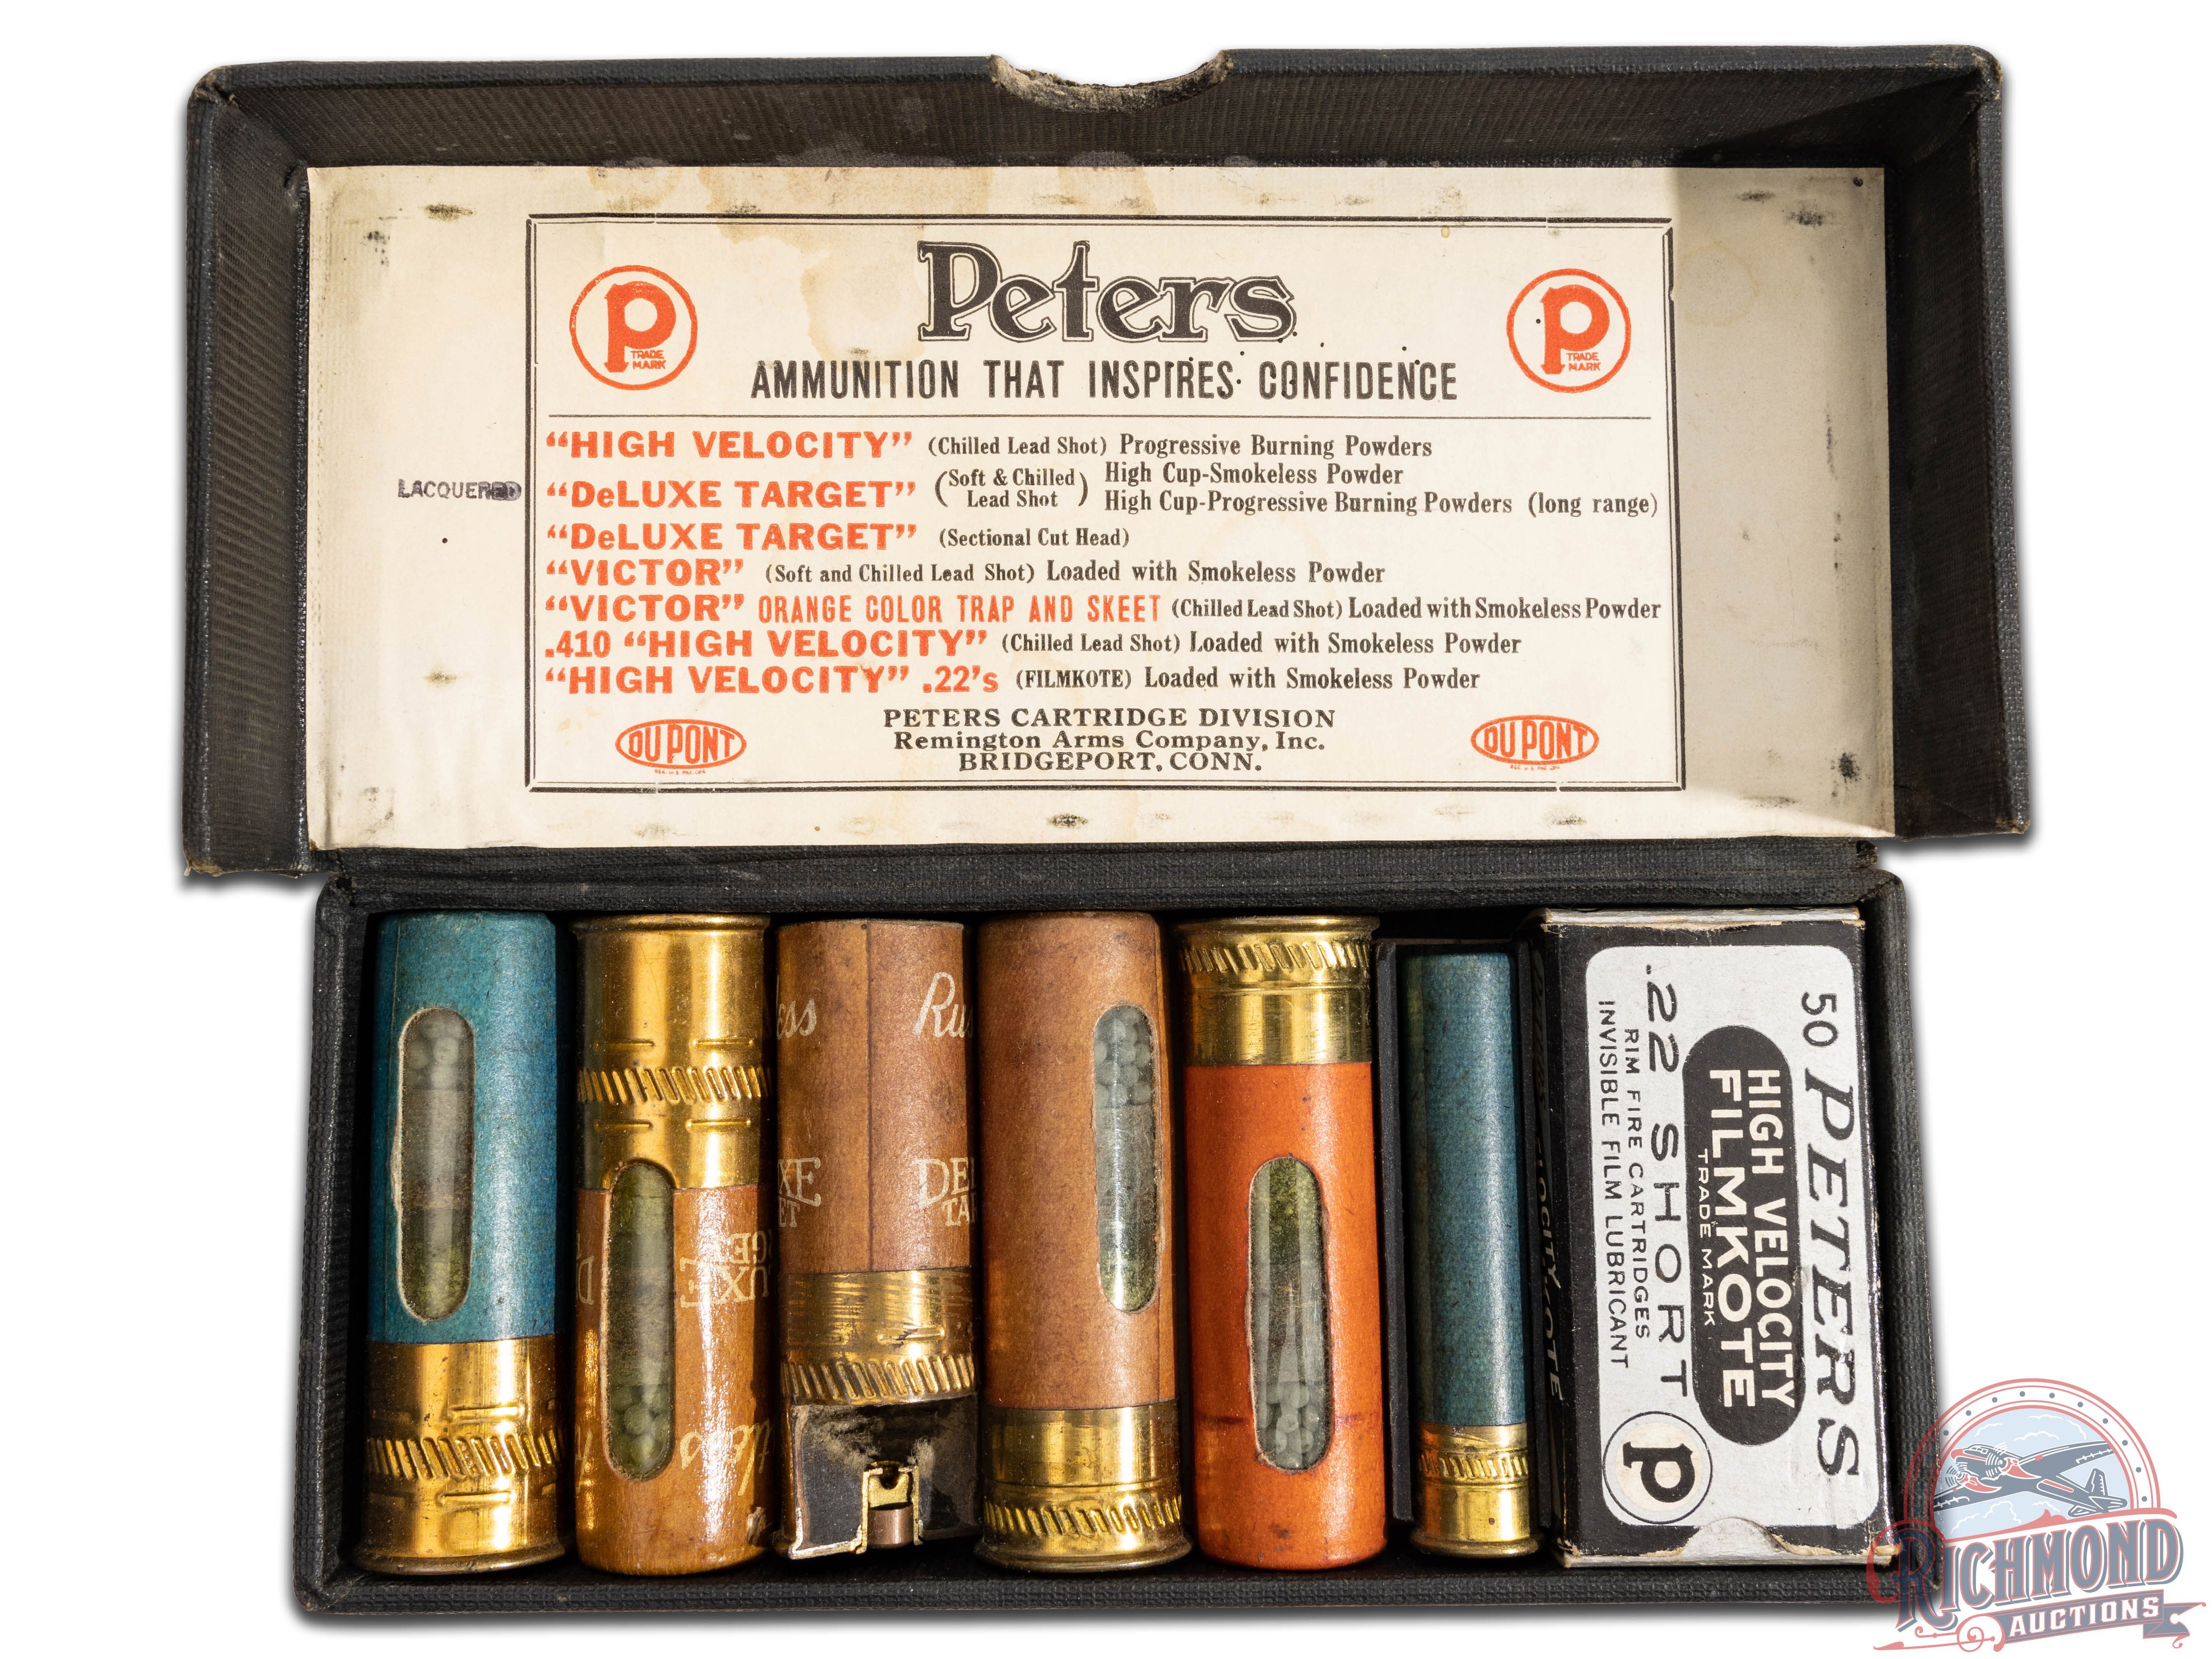 Peters
P
TRADE
MARK
P
TRADE
MARK
AMMUNITION THAT INSPIRES CONFIDENCE
“HIGH VELOCITY” (Chilled Lead Shot) Progressive Burning Powders
“DeLUXE TARGET” (Soft & Chilled Lead Shot) High Cup-Smokeless Powder
High Cup-Progressive Burning Powders (long range)
LACQUERED
“DeLUXE TARGET” (Sectional Cut Head)
“VICTOR” (Soft and Chilled Lead Shot) Loaded with Smokeless Powder
“VICTOR” ORANGE COLOR TRAP AND SKEET (Chilled Lead Shot) Loaded with Smokeless Powder
.410 “HIGH VELOCITY” (Chilled Lead Shot) Loaded with Smokeless Powder
“HIGH VELOCITY” .22’s (FILMKOTE) Loaded with Smokeless Powder
PETERS CARTRIDGE DIVISION
Remington Arms Company, Inc.
BRIDGEPORT, CONN.
DU PONT
DU PONT
50 PETERS
HIGH VELOCITY
FILMKOTE
TRADE MARK
.22 SHORT
RIM FIRE CARTRIDGES
INVISIBLE FILM LUBRICANT
P
RICHMOND
AUCTIONS